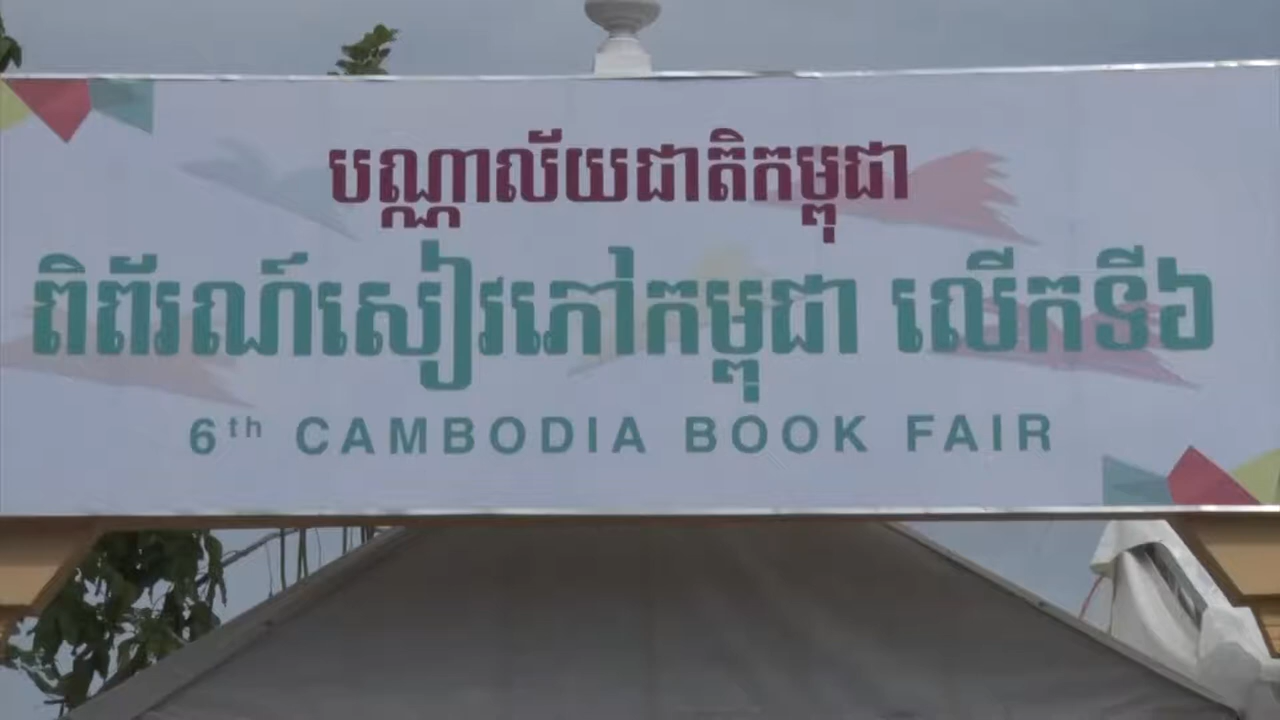 បណ្ណាល័យជាតិកម្ពុជា
ពិព័រណ៍សៀវភៅកម្ពុជា លើកទី៦
6th CAMBODIA BOOK FAIR